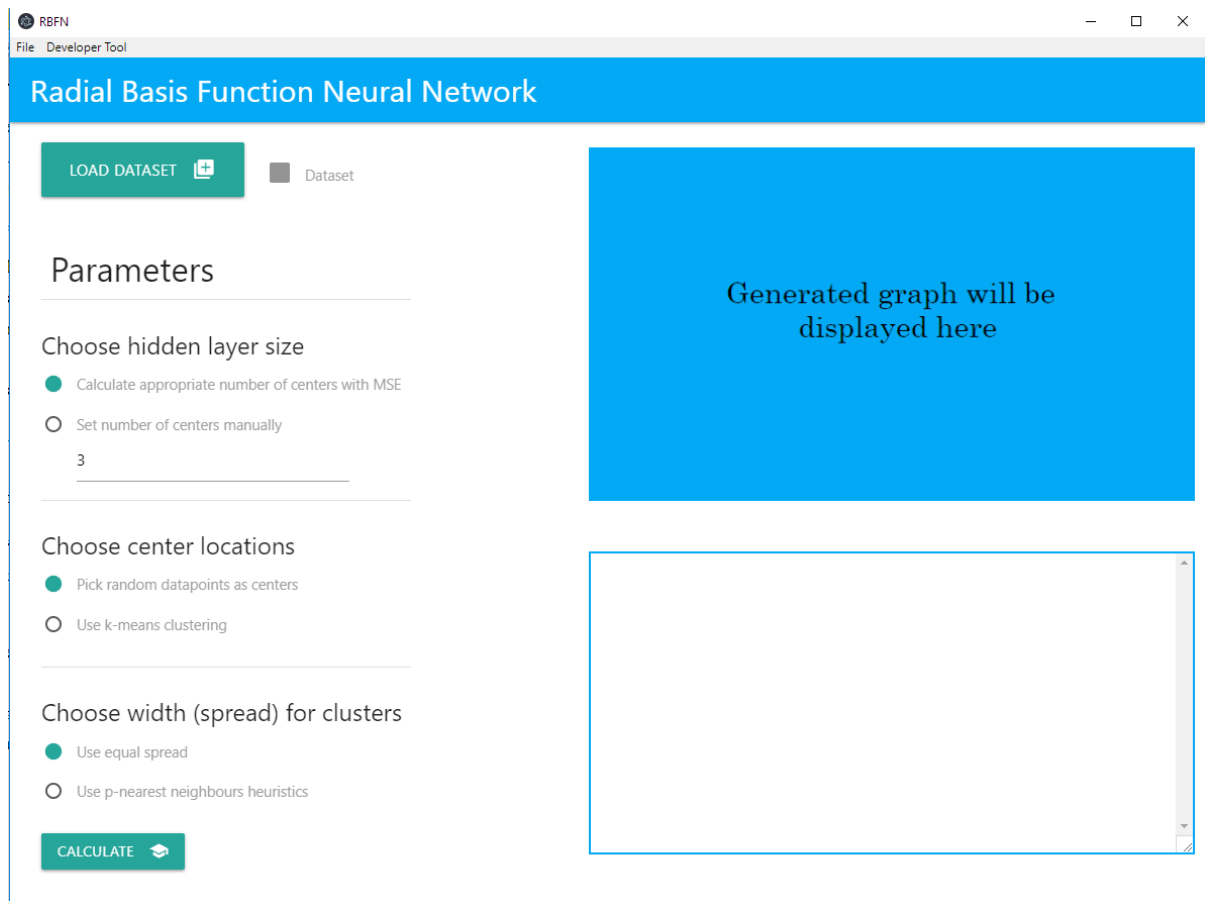 RBFN
File Developer Tool
Radial Basis Function Neural Network
LOAD DATASET
Dataset
Parameters
Choose hidden layer size
Calculate appropriate number of centers with MSE
Set number of centers manually
3
Choose center locations
Pick random datapoints as centers
Use k-means clustering
Choose width (spread) for clusters
Use equal spread
Use p-nearest neighbours heuristics
CALCULATE
Generated graph will be
displayed here